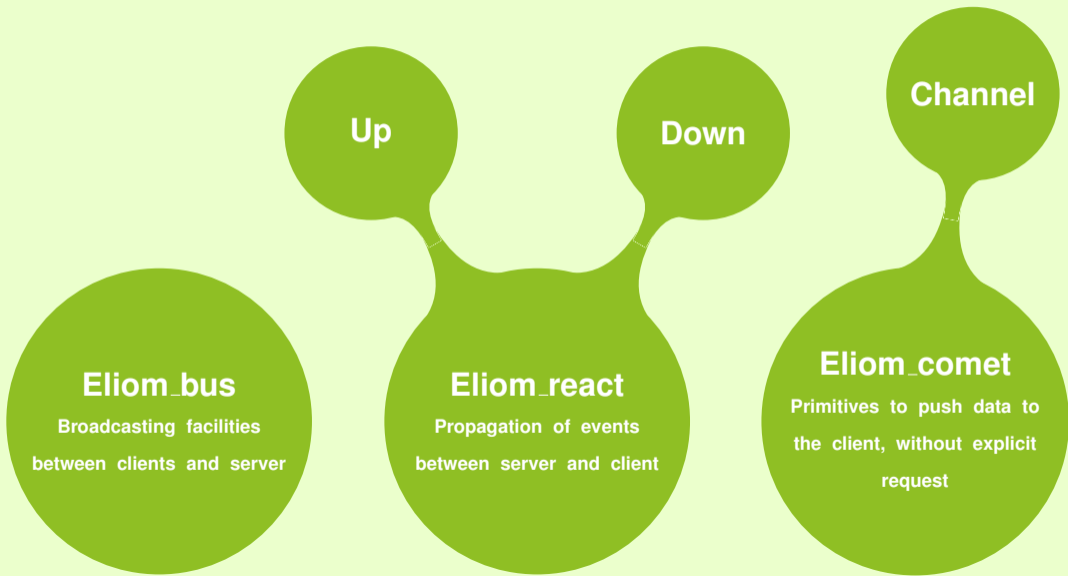 Up
Down
Channel
Eliom_bus
Broadcasting facilities
between clients and server
Eliom_react
Propagation of events
between server and client
Eliom_comet
Primitives to push data to
the client, without explicit
request